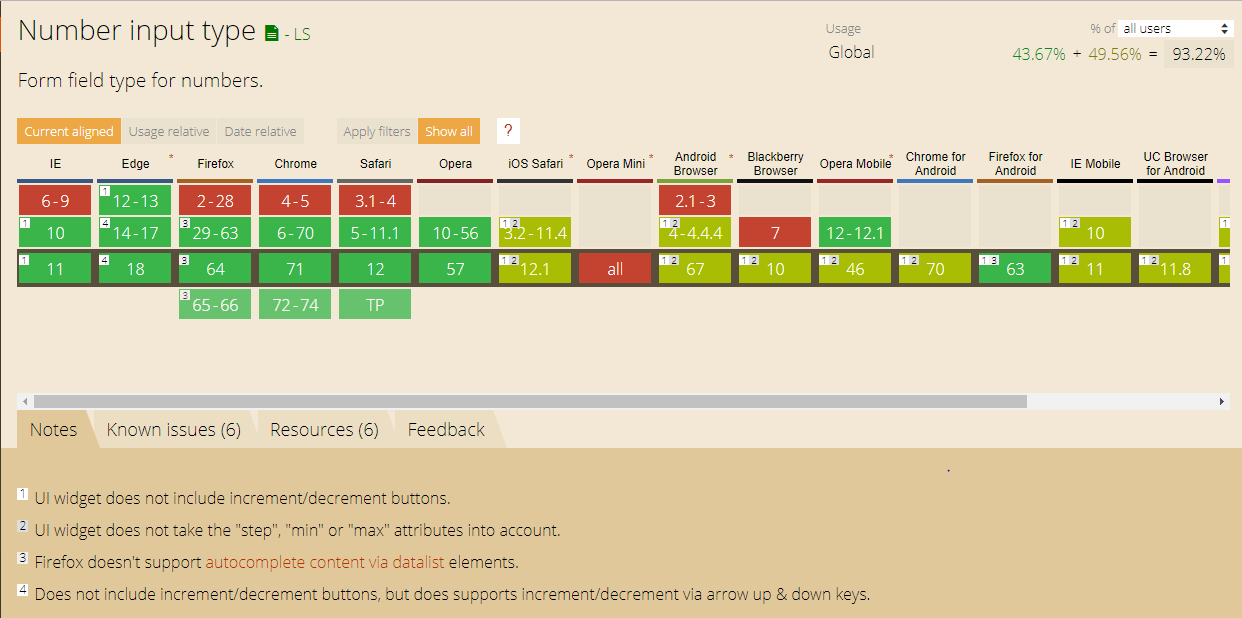 Number input type - LS
Usage % of all users
Global 43.67% + 49.56% = 93.22%
Form field type for numbers.
Current aligned Usage relative Date relative Apply filters Show all ?
IE Edge * Firefox Chrome Safari Opera iOS Safari * Opera Mini * Android Browser * Blackberry Browser Opera Mobile * Chrome for Android Firefox for Android IE Mobile UC Browser for Android
6-9 1 12-13 2-28 4-5 3.1-4 2.1-3
1 10 4 14-17 3 29-63 6-70 5-11.1 10-56 1 2 3.2-11.4 1 2 4-4.4.4 7 12-12.1 1 2 10 1
1 11 4 18 3 64 71 12 57 1 2 12.1 all 1 2 67 1 2 10 1 2 46 1 2 70 1 3 63 1 2 11 1 2 11.8 1
3 65-66 72-74 TP
Notes Known issues (6) Resources (6) Feedback
1 UI widget does not include increment/decrement buttons.
2 UI widget does not take the "step", "min" or "max" attributes into account.
3 Firefox doesn't support autocomplete content via datalist elements.
4 Does not include increment/decrement buttons, but does supports increment/decrement via arrow up & down keys.